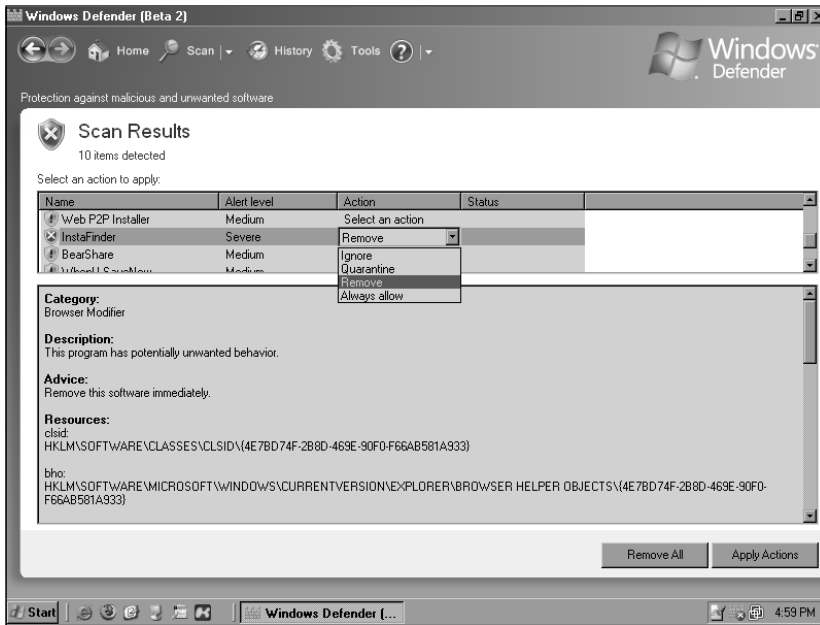 Windows Defender (Beta 2)
Home Scan History Tools
Windows
Defender
Protection against malicious and unwanted software
Scan Results
10 items detected
Select an action to apply:
Name Alert level Action Status
Web P2P Installer Medium Select an action
InstaFinder Severe Remove
BearShare Medium Ignore
WhenU SaveNow Medium Quarantine
Remove
Always allow
Category:
Browser Modifier
Description:
This program has potentially unwanted behavior.
Advice:
Remove this software immediately.
Resources:
clsid:
HKLM\SOFTWARE\CLASSES\CLSID\{4E7BD74F-2B8D-469E-90F0-F66AB581A933}
bho:
HKLM\SOFTWARE\MICROSOFT\WINDOWS\CURRENTVERSION\EXPLORER\BROWSER HELPER OBJECTS\{4E7BD74F-2B8D-469E-90F0-
F66AB581A933}
Remove All Apply Actions
Start Windows Defender (... 4:59 PM